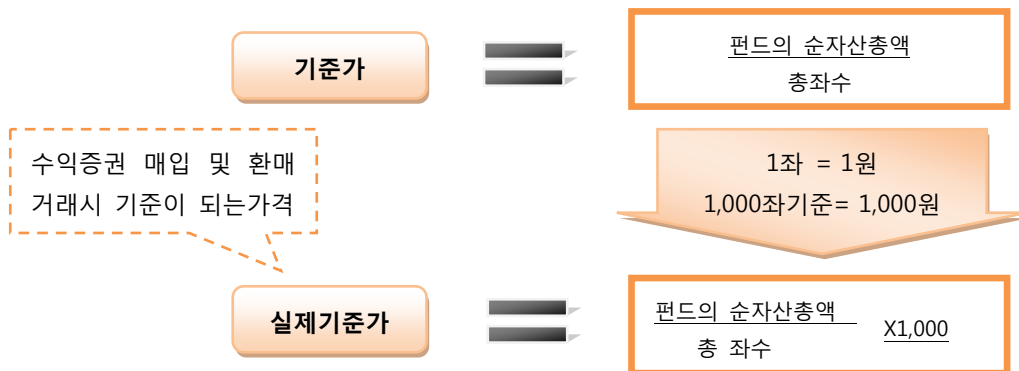 기준가
펀드의 순자산총액
총좌수
수익증권 매입 및 환매
거래시 기준이 되는가격
1좌 = 1원
1,000좌기준= 1,000원
실제기준가
펀드의 순자산총액
총 좌수
X1,000